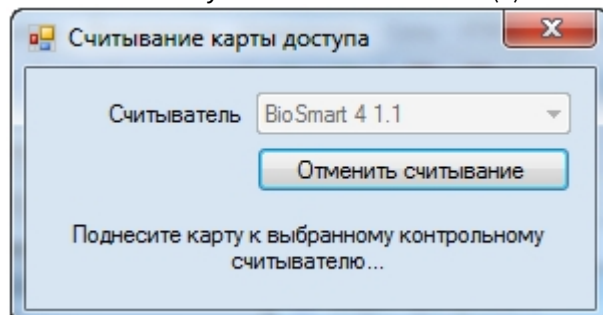 Считывание карты доступа
Считыватель BioSmart 4 1.1
Отменить считывание
Поднесите карту к выбранному контрольному
считывателю...